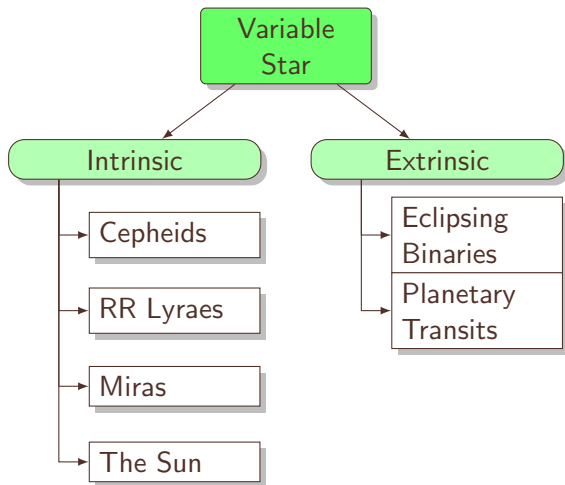 Variable
Star
Intrinsic
Extrinsic
Cepheids
RR Lyraes
Miras
The Sun
Eclipsing
Binaries
Planetary
Transits